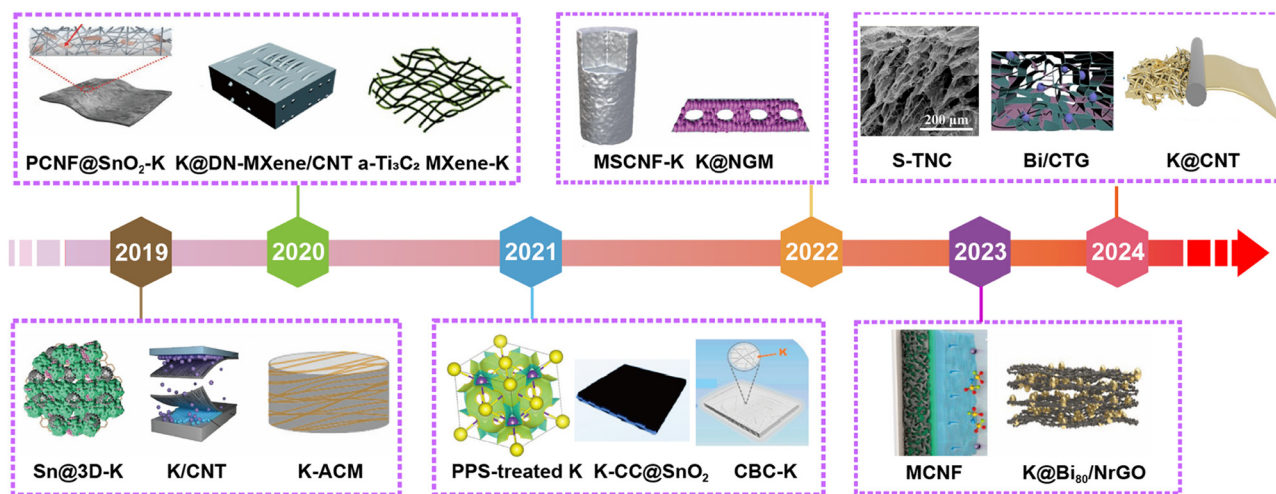 PCNF@SnO₂-K K@DN-MXene/CNT a-Ti₃C₂ MXene-K
MSCNF-K K@NGM
200 μm
S-TNC Bi/CTG K@CNT
2019 2020 2021 2022 2023 2024
K
Sn@3D-K K/CNT K-ACM
PPS-treated K K-CC@SnO₂ CBC-K
MCNF K@Bi₈₀/NrGO